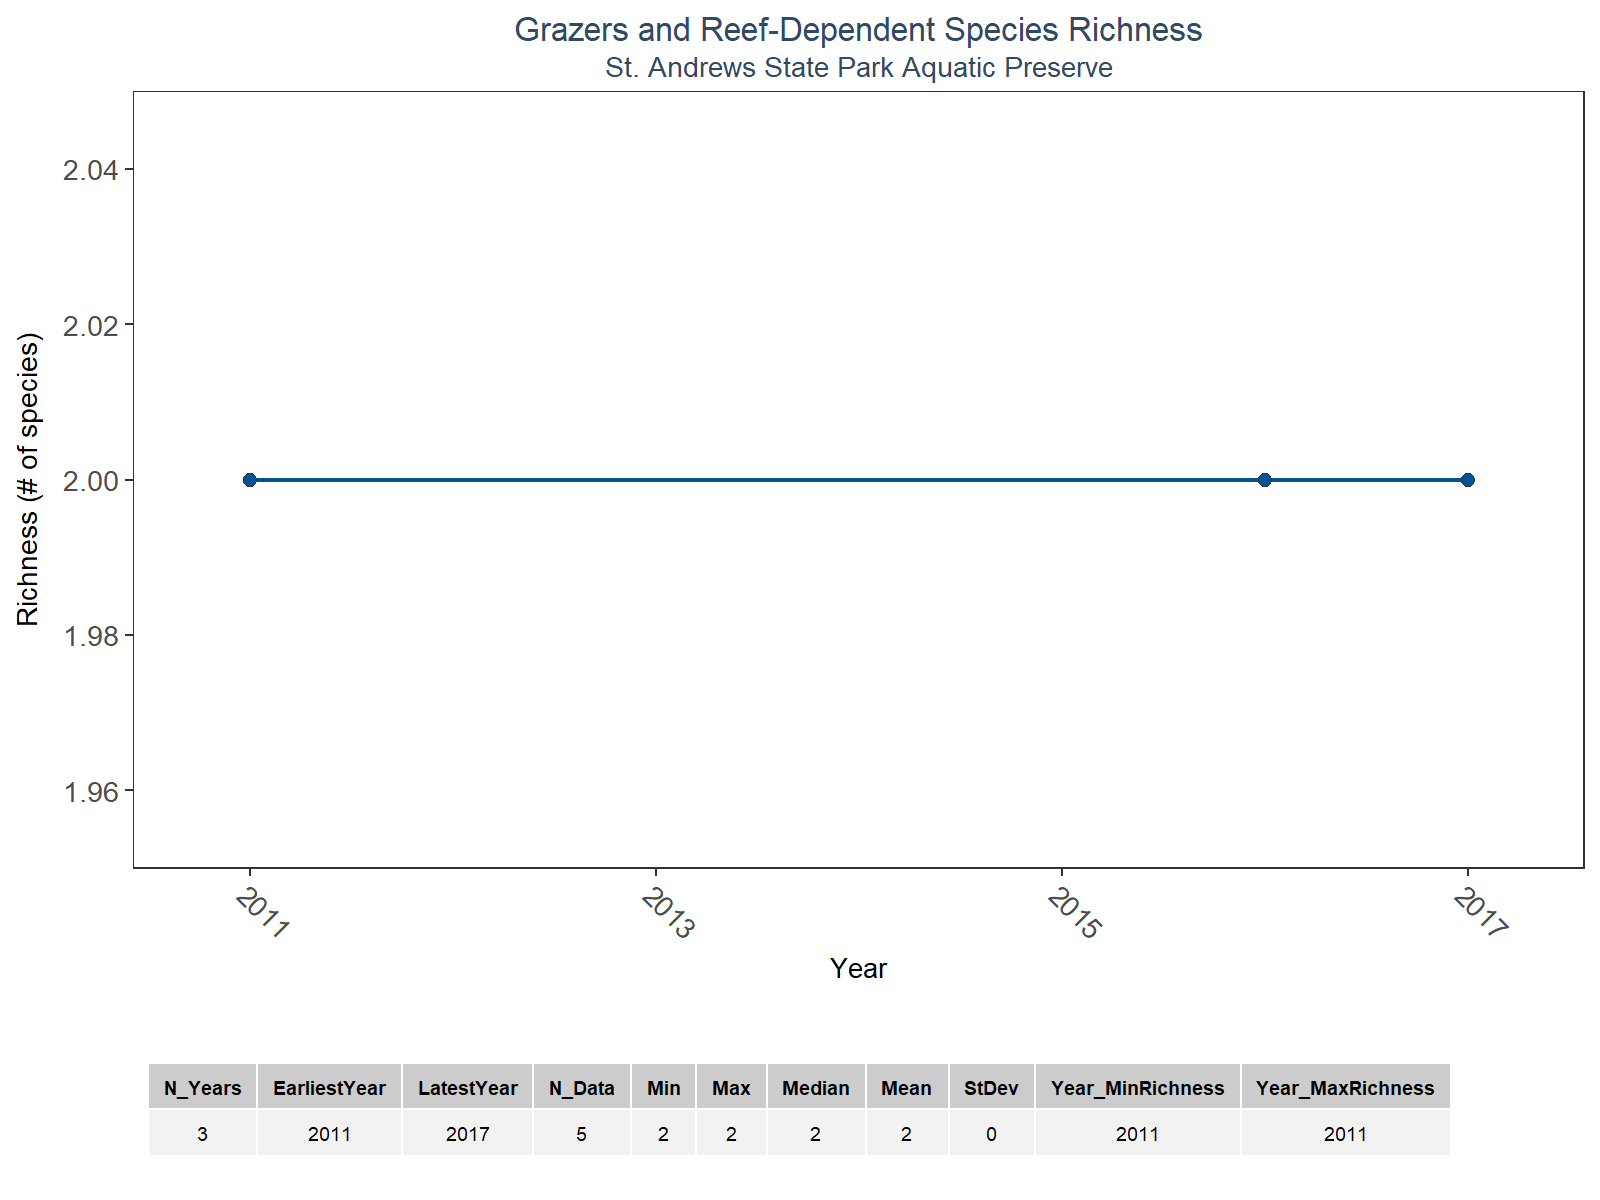 Grazers and Reef-Dependent Species Richness
St. Andrews State Park Aquatic Preserve
Richness (# of species)
2.04
2.02
2.00
1.98
1.96
2011 2013 2015 2017
Year
N_Years EarliestYear LatestYear N_Data Min Max Median Mean StDev Year_MinRichness Year_MaxRichness
3 2011 2017 5 2 2 2 2 0 2011 2011